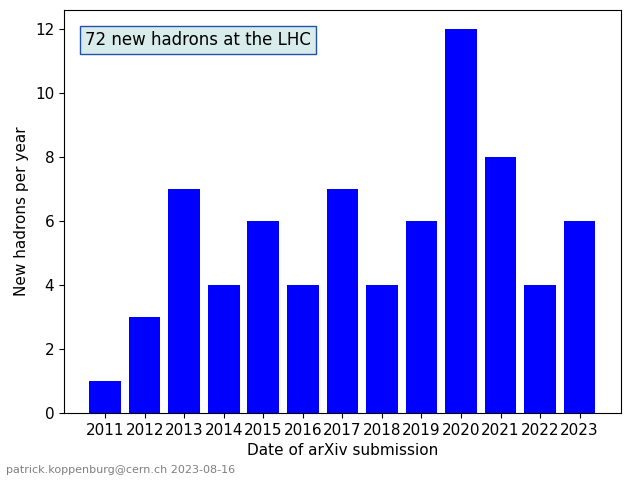 72 new hadrons at the LHC
New hadrons per year
12
10
8
6
4
2
0
2011 2012 2013 2014 2015 2016 2017 2018 2019 2020 2021 2022 2023
Date of arXiv submission
patrick.koppenburg@cern.ch 2023-08-16